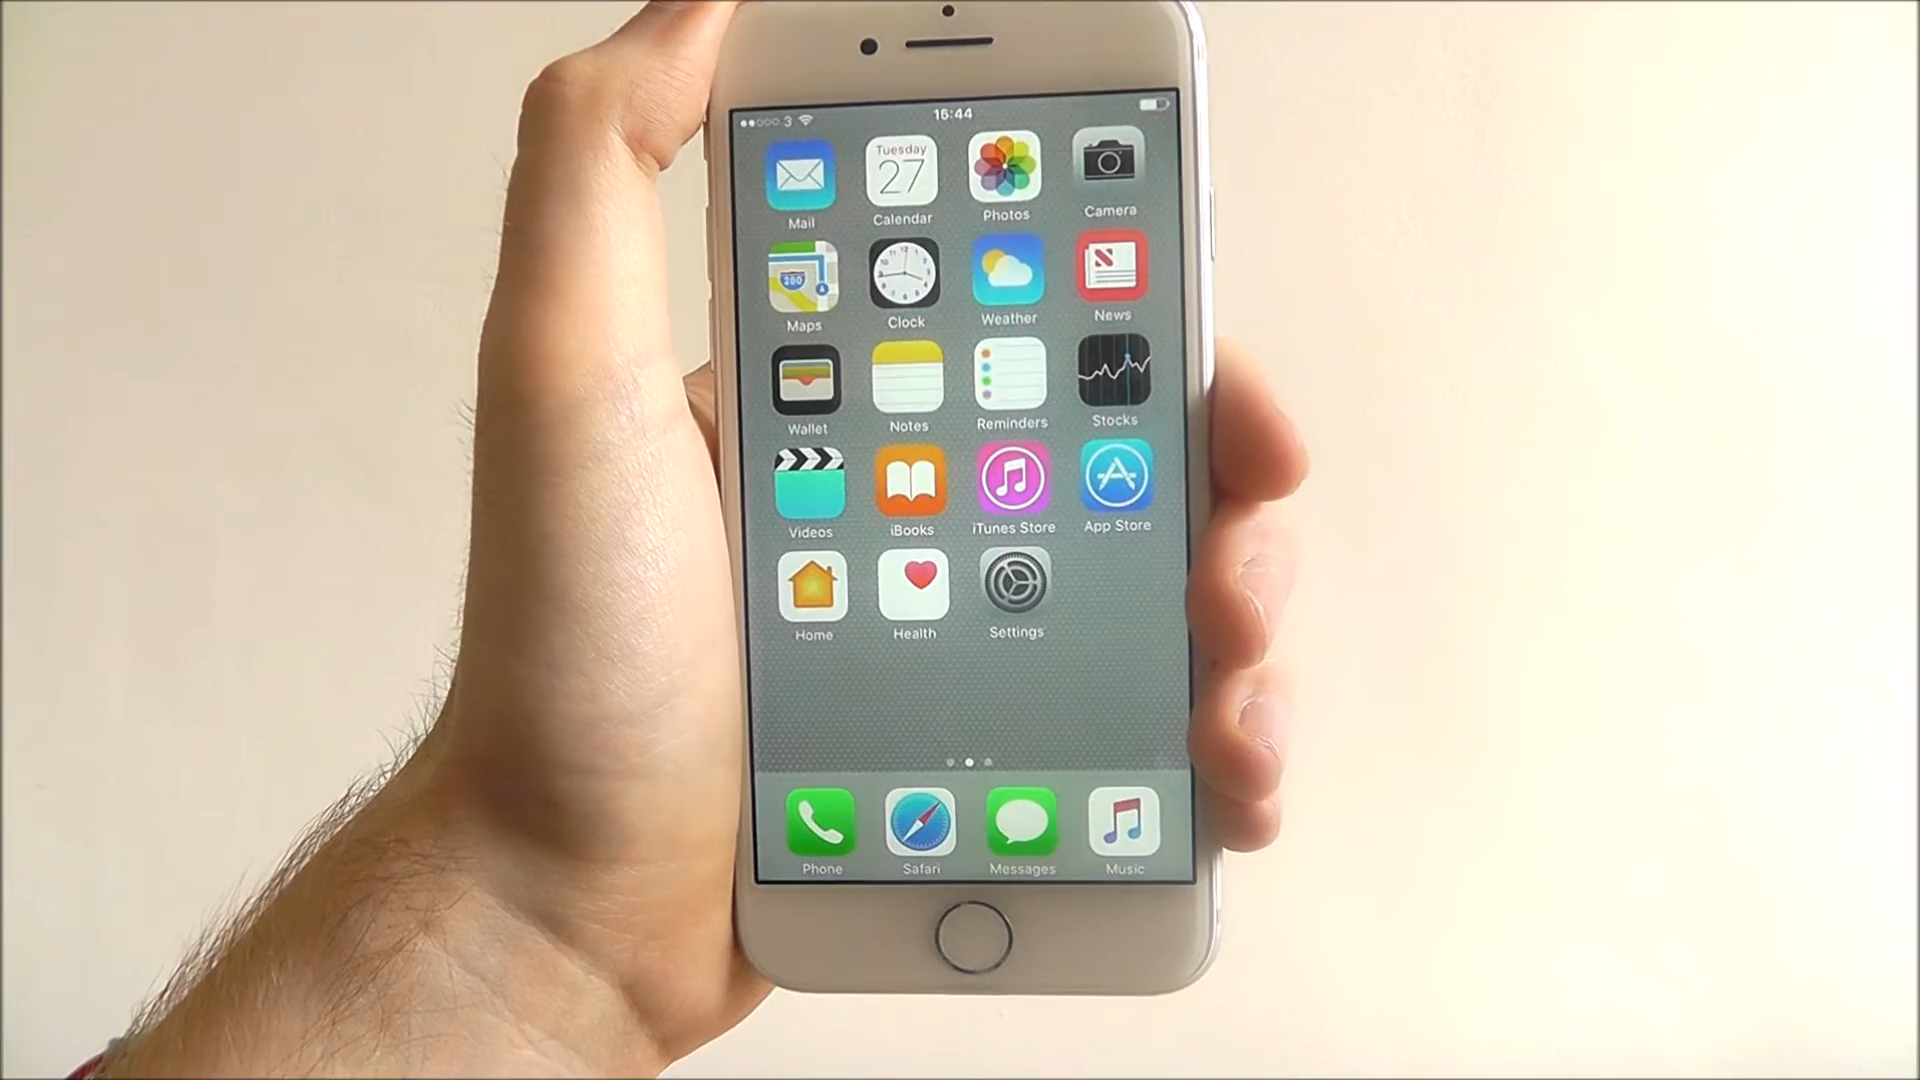 3 15:44
Tuesday
27
Mail Calendar Photos Camera
280
Maps Clock Weather News
Wallet Notes Reminders Stocks
Videos iBooks iTunes Store App Store
Home Health Settings
Phone Safari Messages Music